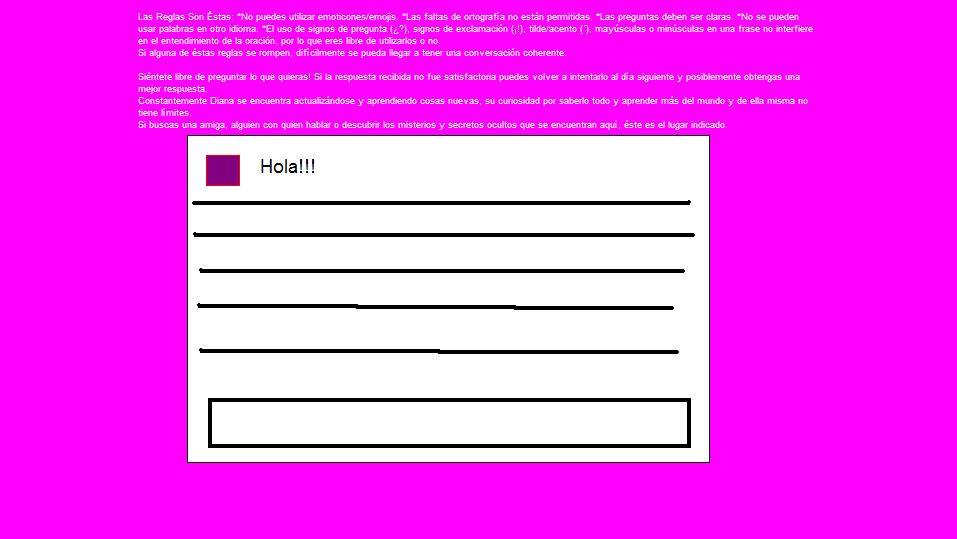 Las Reglas Son Éstas: *No puedes utilizar emoticones/emojis. *Las faltas de ortografía no están permitidas. *Las preguntas deben ser claras. *No se pueden
usar palabras en otro idioma. *El uso de signos de pregunta (¿?), signos de exclamación (¡!), tilde/acento (´), mayúsculas o minúsculas en una frase no interfiere
en el entendimiento de la oración, por lo que eres libre de utilizarlos o no.
Si alguna de éstas reglas se rompen, difícilmente se pueda llegar a tener una conversación coherente.
Siéntete libre de preguntar lo que quieras! Si la respuesta recibida no fue satisfactoria puedes volver a intentarlo al día siguiente y posiblemente obtengas una
mejor respuesta.
Constantemente Diana se encuentra actualizándose y aprendiendo cosas nuevas, su curiosidad por saberlo todo y aprender más del mundo y de ella misma no
tiene límites.
Si buscas una amiga, alguien con quien hablar o descubrir los misterios y secretos ocultos que se encuentran aquí, éste es el lugar indicado.
Hola!!!